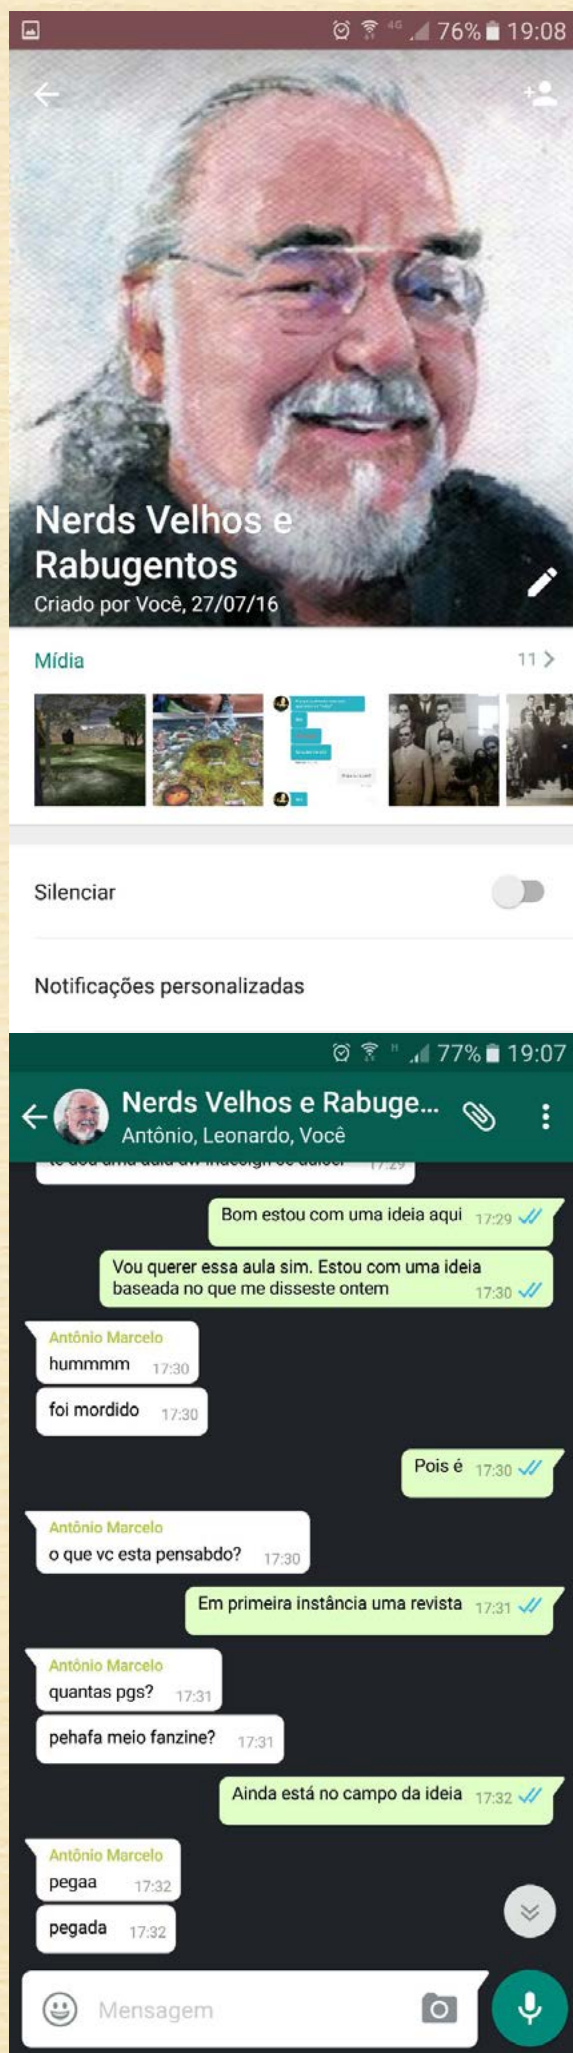 4G 76% 19:08
Nerds Velhos e
Rabugentos
Criado por Você, 27/07/16
Mídia 11 >
Silenciar
Notificações personalizadas
H 77% 19:07
Nerds Velhos e Rabuge...
Antônio, Leonardo, Você
17:29
Bom estou com uma ideia aqui 17:29
Vou querer essa aula sim. Estou com uma ideia
baseada no que me disseste ontem 17:30
Antônio Marcelo
hummmm 17:30
foi mordido 17:30
Pois é 17:30
Antônio Marcelo
o que vc esta pensabdo? 17:30
Em primeira instância uma revista 17:31
Antônio Marcelo
quantas pgs? 17:31
pehafa meio fanzine? 17:31
Ainda está no campo da ideia 17:32
Antônio Marcelo
pegaa 17:32
pegada 17:32
Mensagem